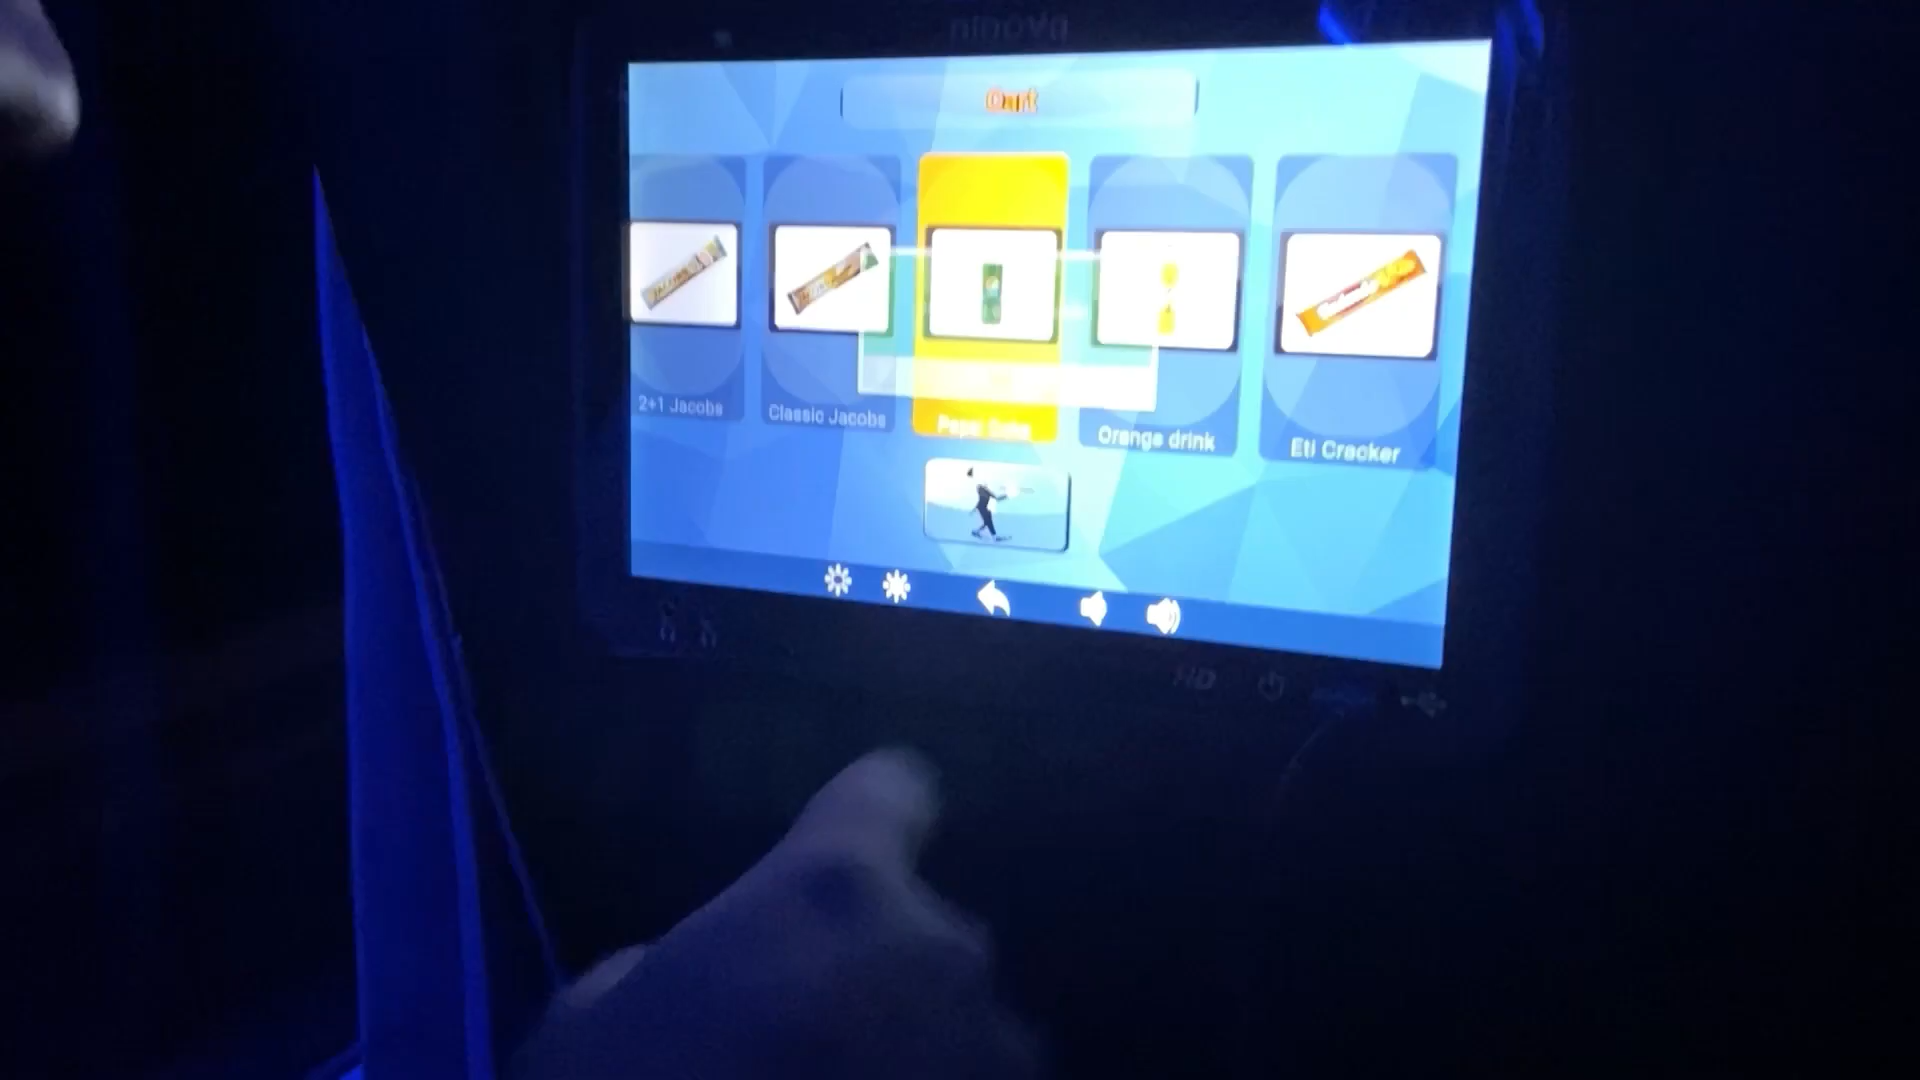 Cart
2+1 Jacobs
Classic Jacobs
Orange drink
Eti Cracker
HD